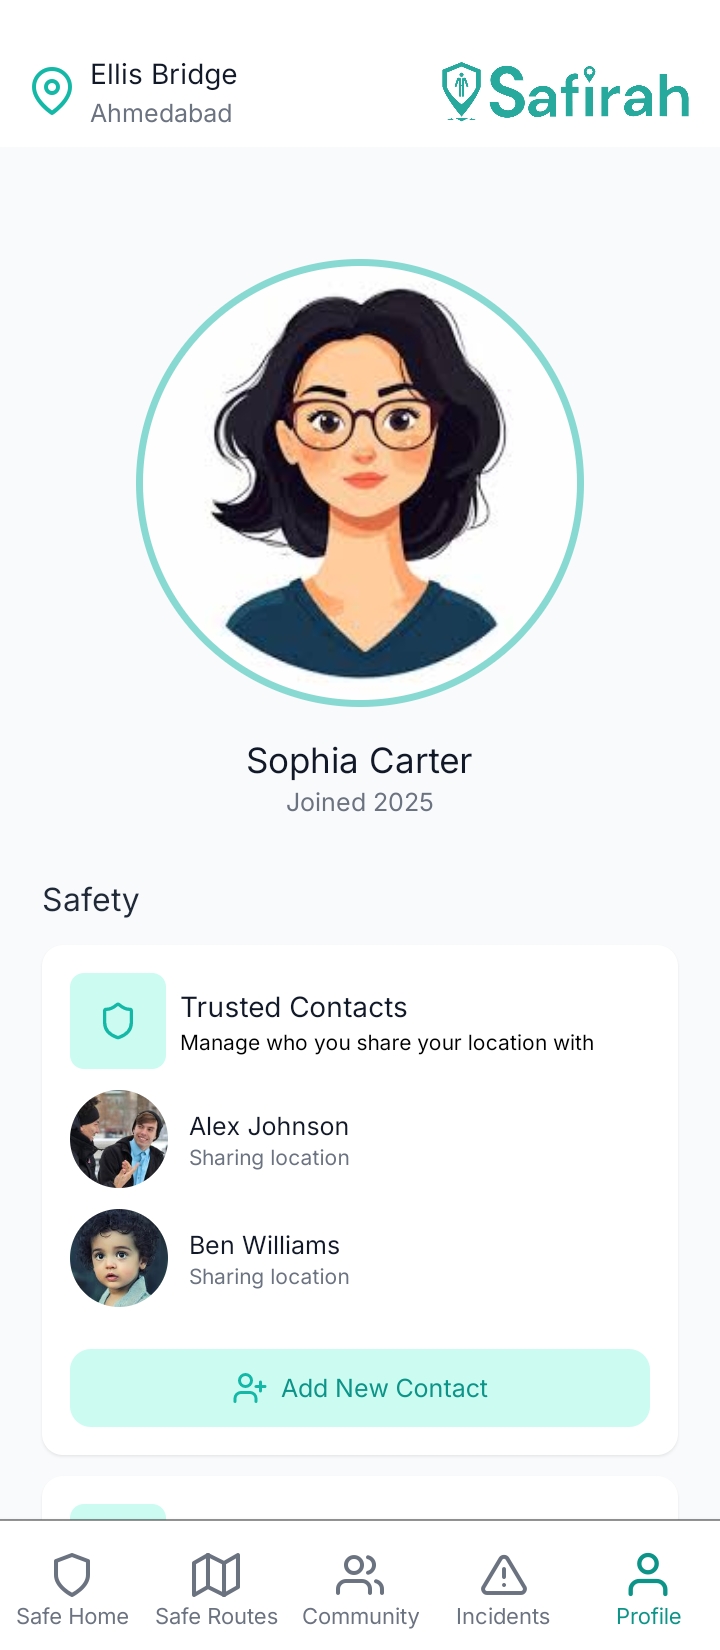 Ellis Bridge
Ahmedabad
Safirah
Sophia Carter
Joined 2025
Safety
Trusted Contacts
Manage who you share your location with
Alex Johnson
Sharing location
Ben Williams
Sharing location
Add New Contact
Safe Home
Safe Routes
Community
Incidents
Profile